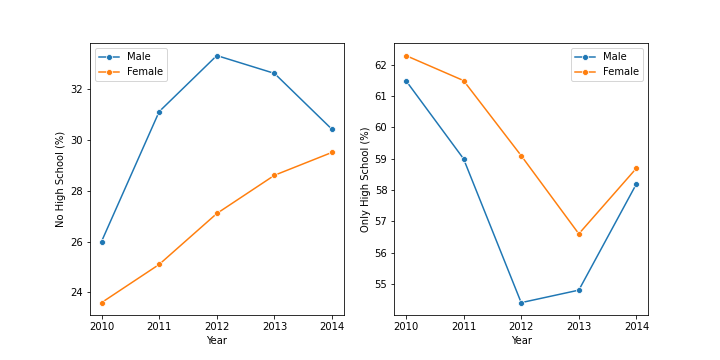 Male
Female
32
30
28
26
24
No High School (%)
2010 2011 2012 2013 2014
Year
Male
Female
62
61
60
59
58
57
56
55
Only High School (%)
2010 2011 2012 2013 2014
Year